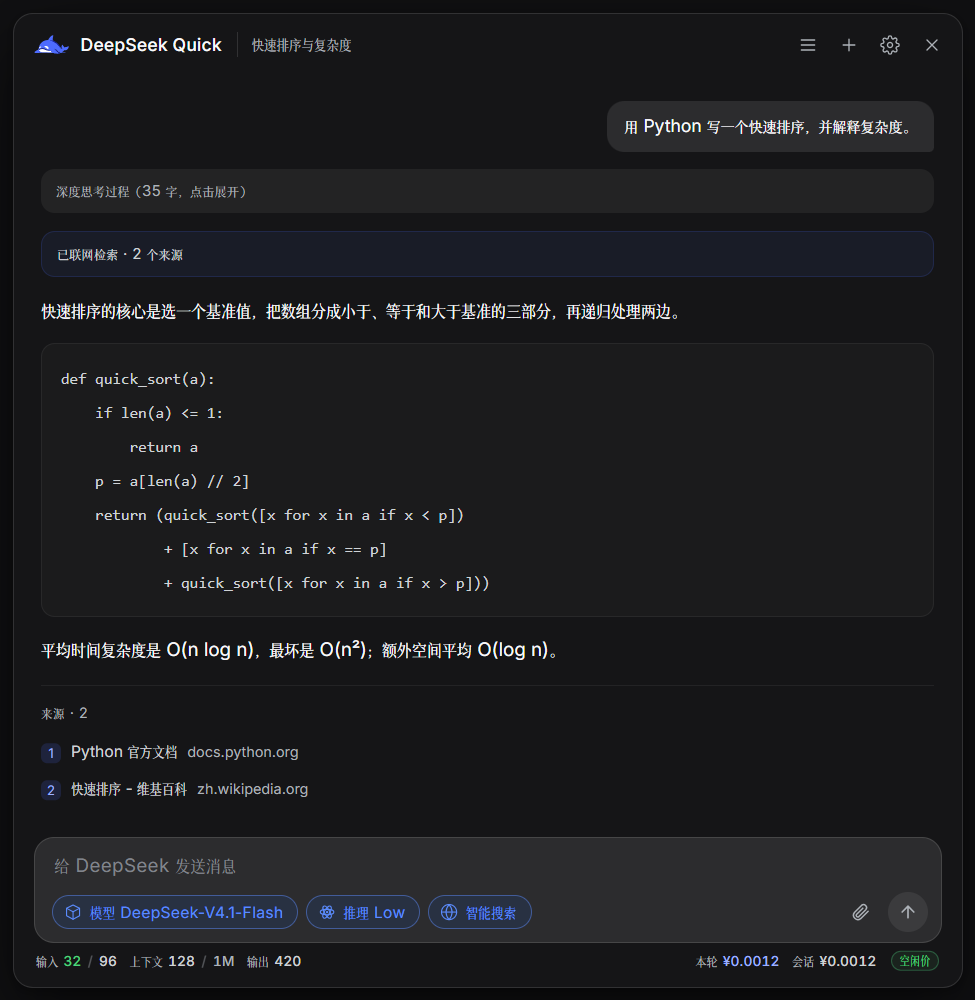 DeepSeek Quick 快速排序与复杂度
用 Python 写一个快速排序，并解释复杂度。
深度思考过程（35 字，点击展开）
已联网检索 · 2 个来源
快速排序的核心是选一个基准值，把数组分成小于、等于和大于基准的三部分，再递归处理两边。
def quick_sort(a):
    if len(a) <= 1:
        return a
    p = a[len(a) // 2]
    return (quick_sort([x for x in a if x < p])
            + [x for x in a if x == p]
            + quick_sort([x for x in a if x > p]))
平均时间复杂度是 O(n log n)，最坏是 O(n²)；额外空间平均 O(log n)。
来源 · 2
1 Python 官方文档 docs.python.org
2 快速排序 - 维基百科 zh.wikipedia.org
给 DeepSeek 发送消息
模型 DeepSeek-V4.1-Flash 推理 Low 智能搜索
输入 32 / 96 上下文 128 / 1M 输出 420 本轮 ¥0.0012 会话 ¥0.0012 空闲价